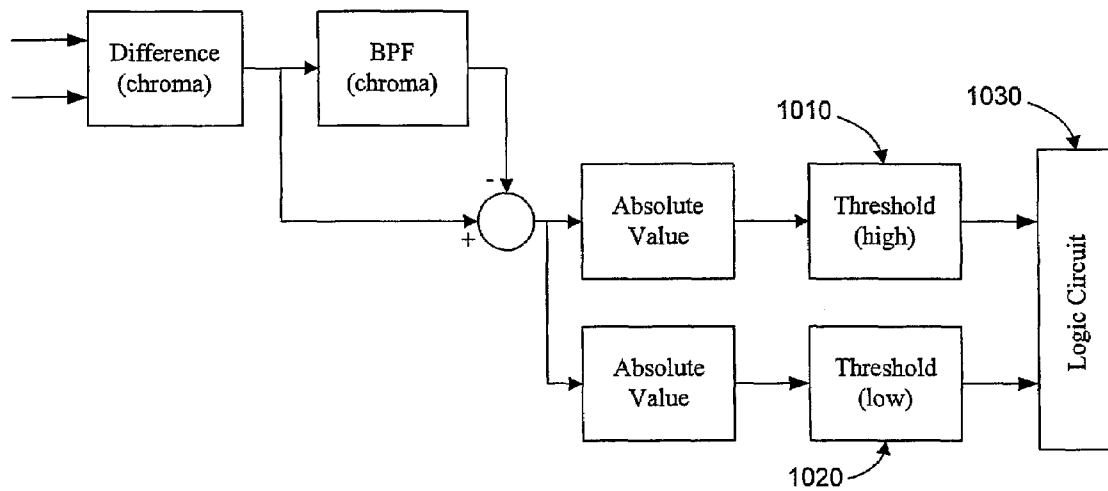 Difference
(chroma)
BPF
(chroma)
1010
1030
-
+
Absolute
Value
Threshold
(high)
Logic Circuit
Absolute
Value
Threshold
(low)
1020